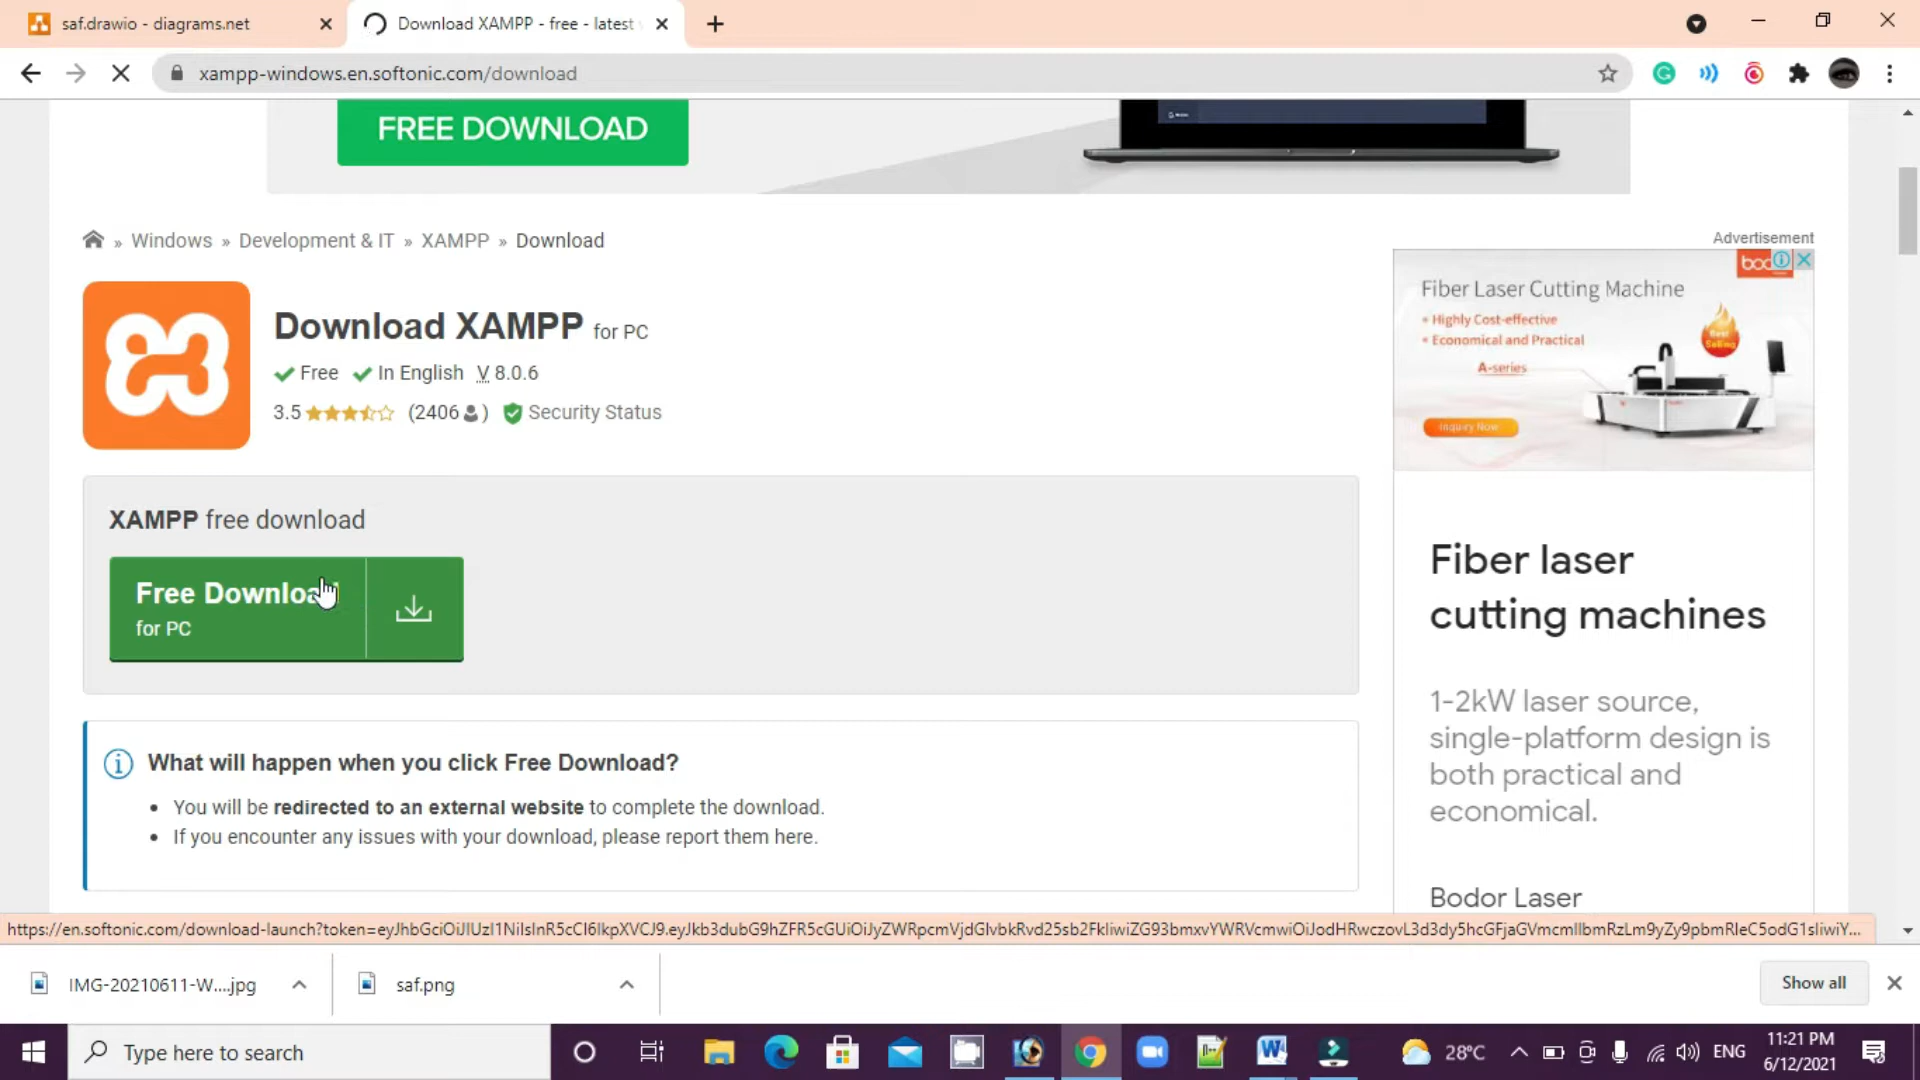 saf.drawio - diagrams.net
Download XAMPP - free - latest
xampp-windows.en.softonic.com/download
FREE DOWNLOAD
» Windows » Development & IT » XAMPP » Download
Advertisement
Download XAMPP for PC
Free In English V 8.0.6
3.5 (2406 ) Security Status
XAMPP free download
Free Download
for PC
What will happen when you click Free Download?
• You will be redirected to an external website to complete the download.
• If you encounter any issues with your download, please report them here.
Fiber Laser Cutting Machine
• Highly Cost-effective
• Economical and Practical
A-series
Best
Selling
Inquiry Now
Fiber laser
cutting machines
1-2kW laser source,
single-platform design is
both practical and
economical.
Bodor Laser
IMG-20210611-W....jpg
saf.png
Show all
Type here to search
28°C
ENG
11:21 PM
6/12/2021